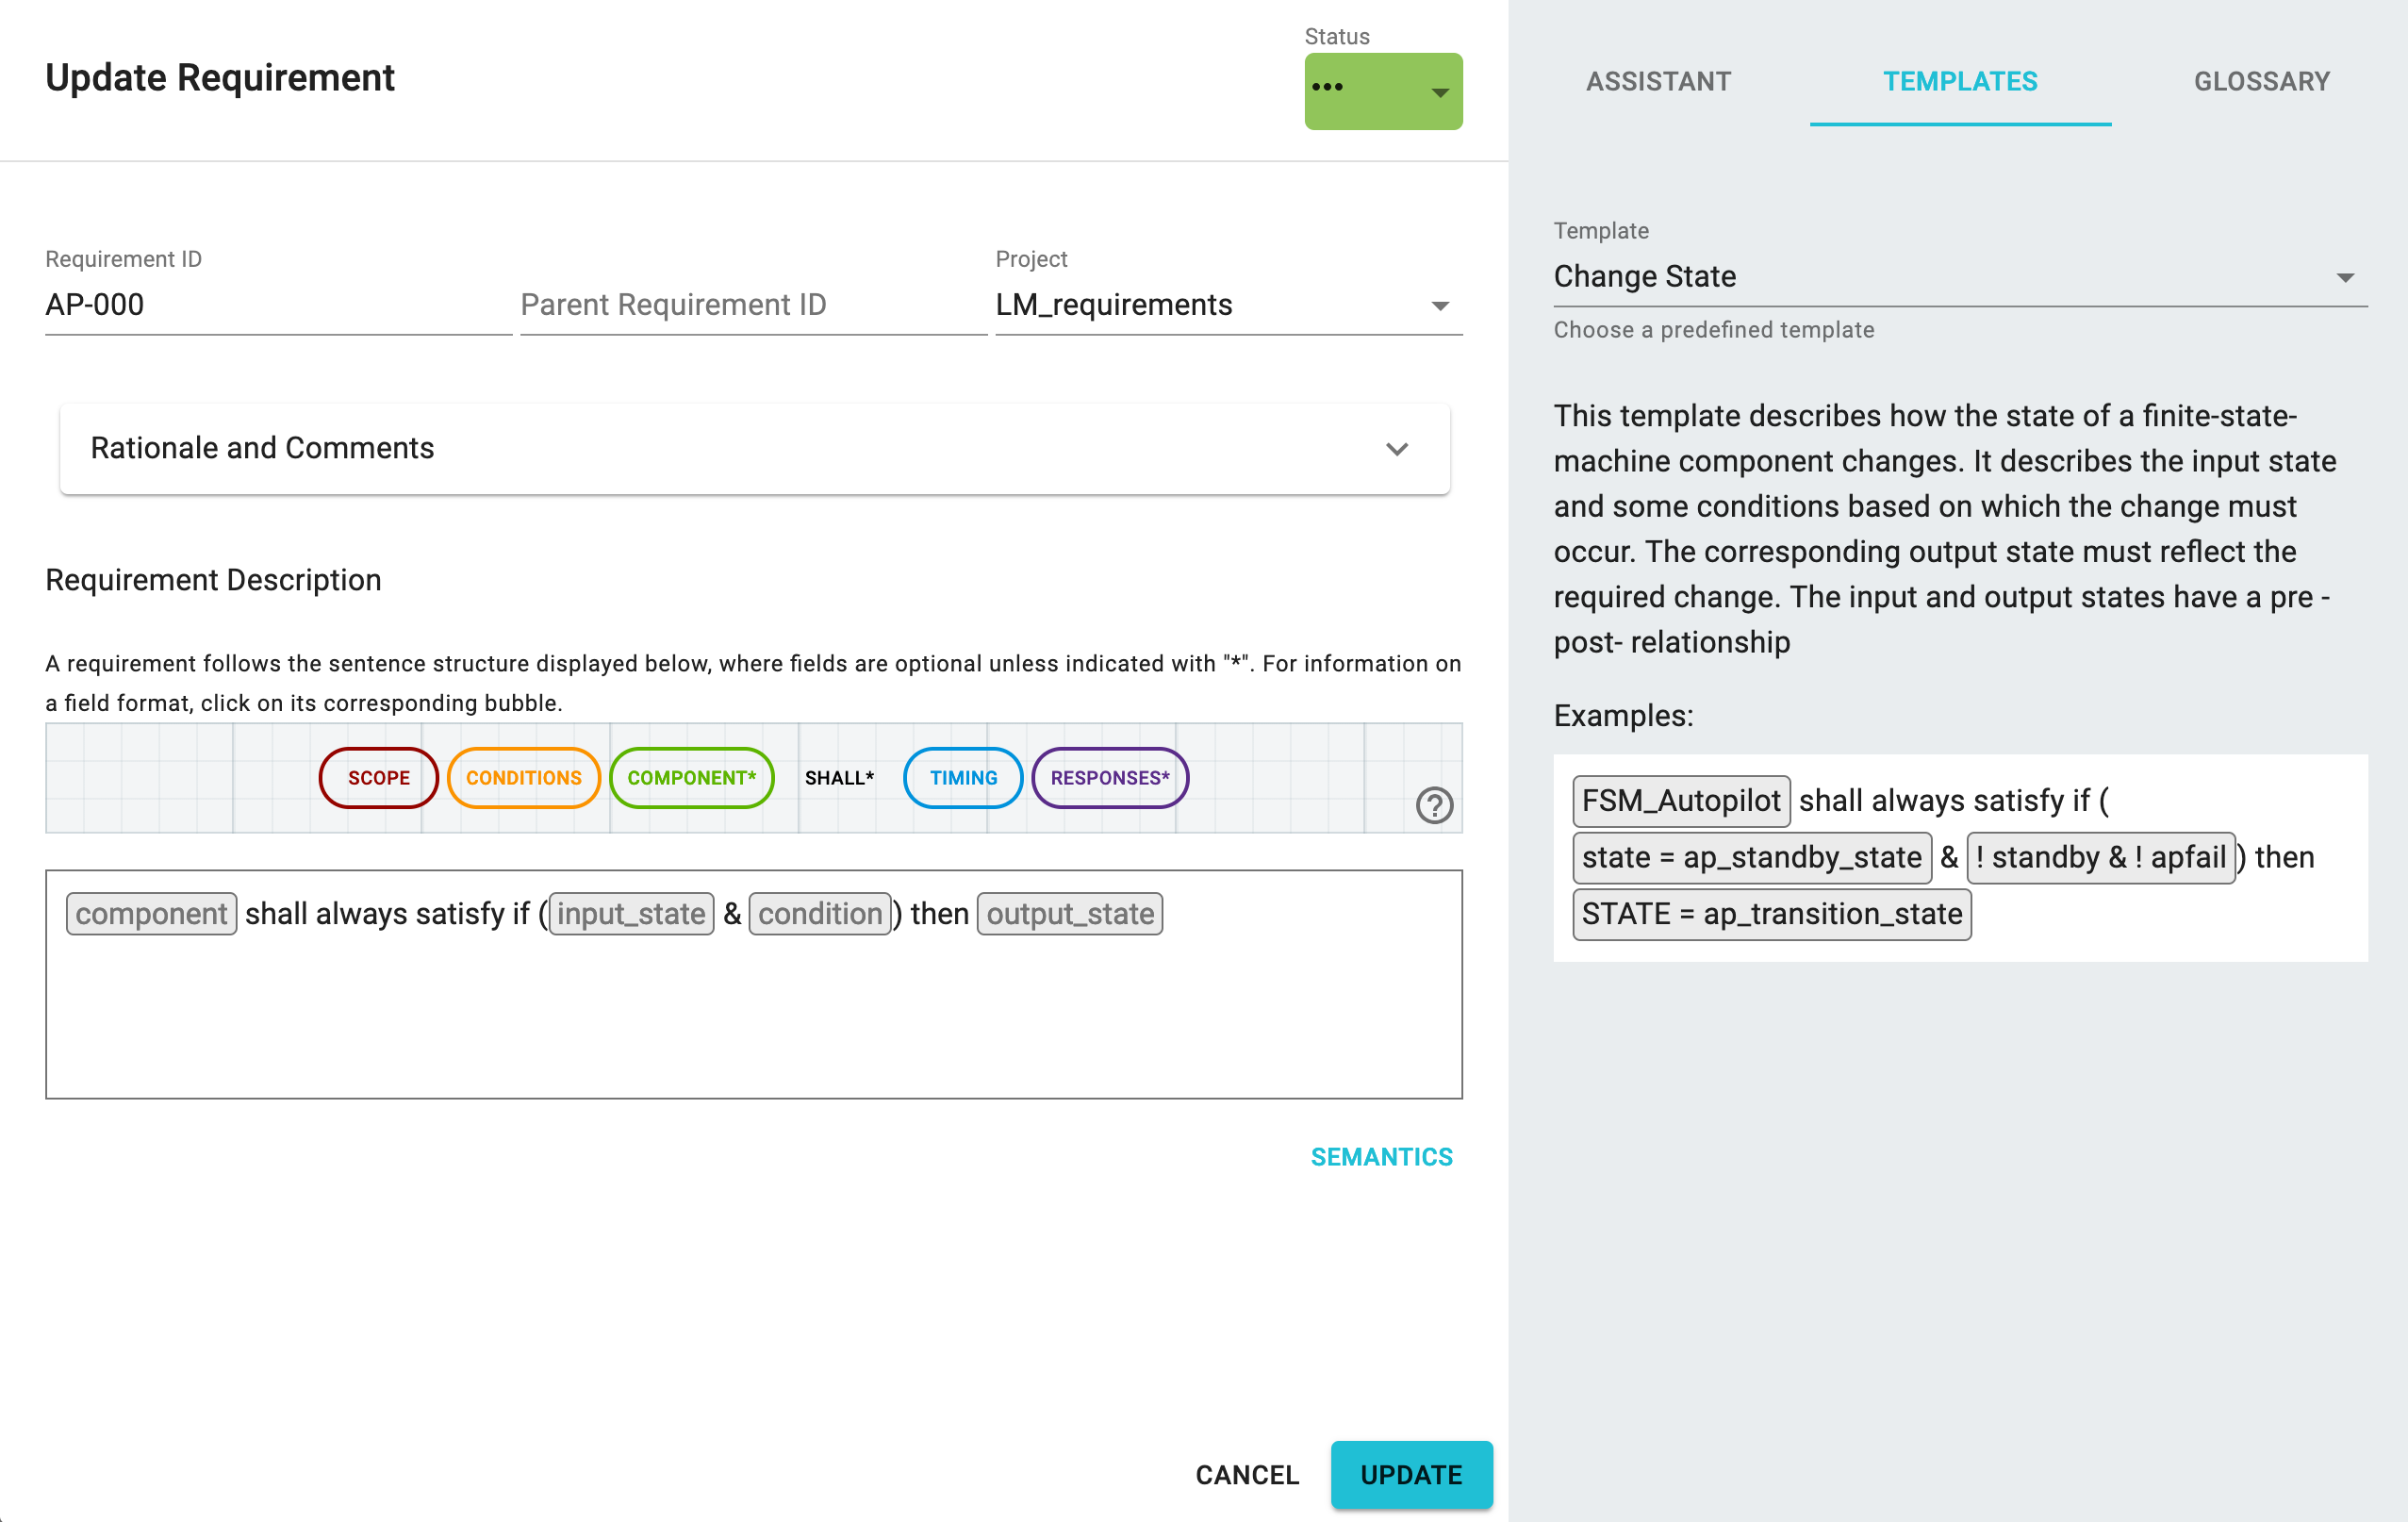 Update Requirement
Status
•••
Requirement ID
AP-000
Parent Requirement ID
Project
LM_requirements
Rationale and Comments
Requirement Description
A requirement follows the sentence structure displayed below, where fields are optional unless indicated with "*". For information on
a field format, click on its corresponding bubble.
SCOPE CONDITIONS COMPONENT* SHALL* TIMING RESPONSES*
?
component shall always satisfy if (input_state & condition) then output_state
SEMANTICS
CANCEL UPDATE
ASSISTANT TEMPLATES GLOSSARY
Template
Change State
Choose a predefined template
This template describes how the state of a finite-state-
machine component changes. It describes the input state
and some conditions based on which the change must
occur. The corresponding output state must reflect the
required change. The input and output states have a pre -
post- relationship
Examples:
FSM_Autopilot shall always satisfy if (
state = ap_standby_state & ! standby & ! apfail) then
STATE = ap_transition_state